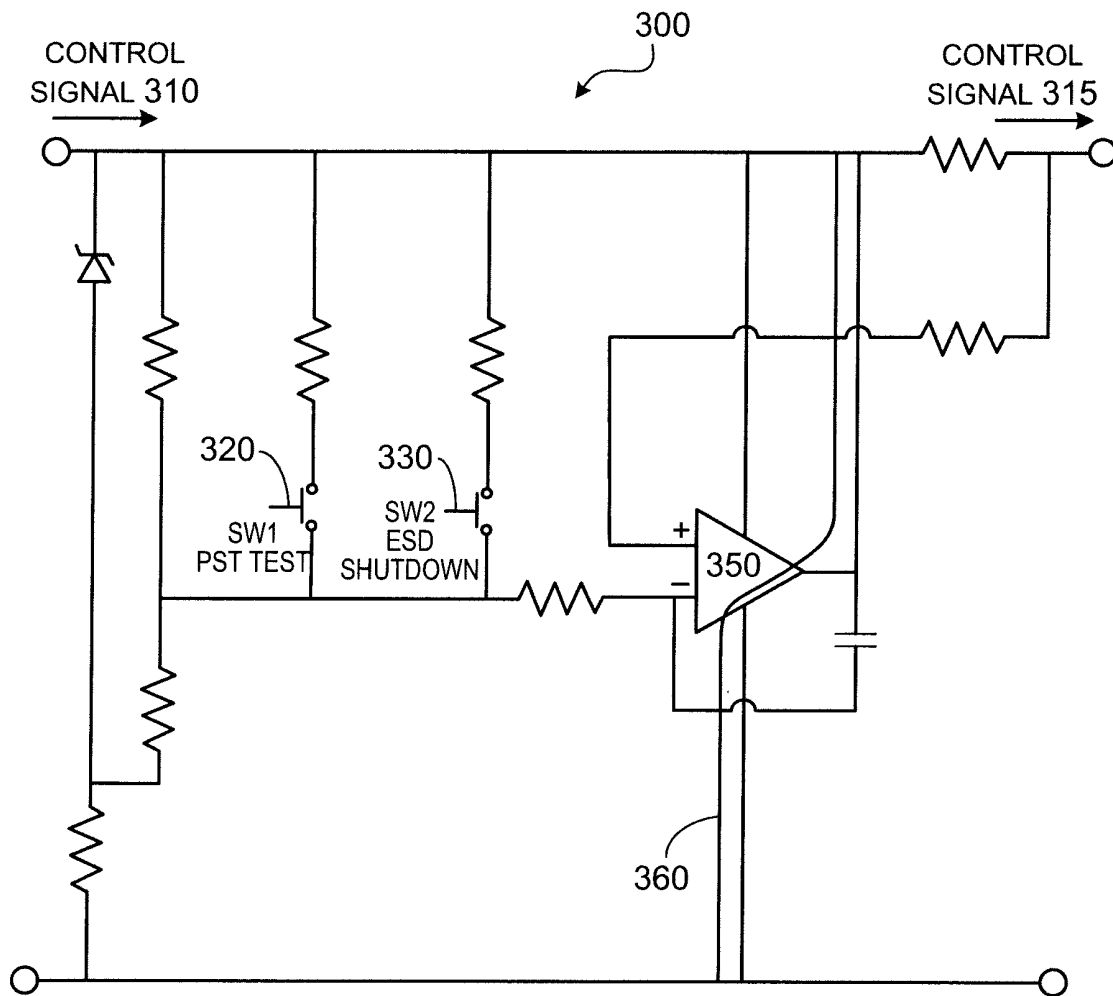 300
CONTROL
SIGNAL 310
CONTROL
SIGNAL 315
320
330
SW1
PST TEST
SW2
ESD
SHUTDOWN
+
−
350
360